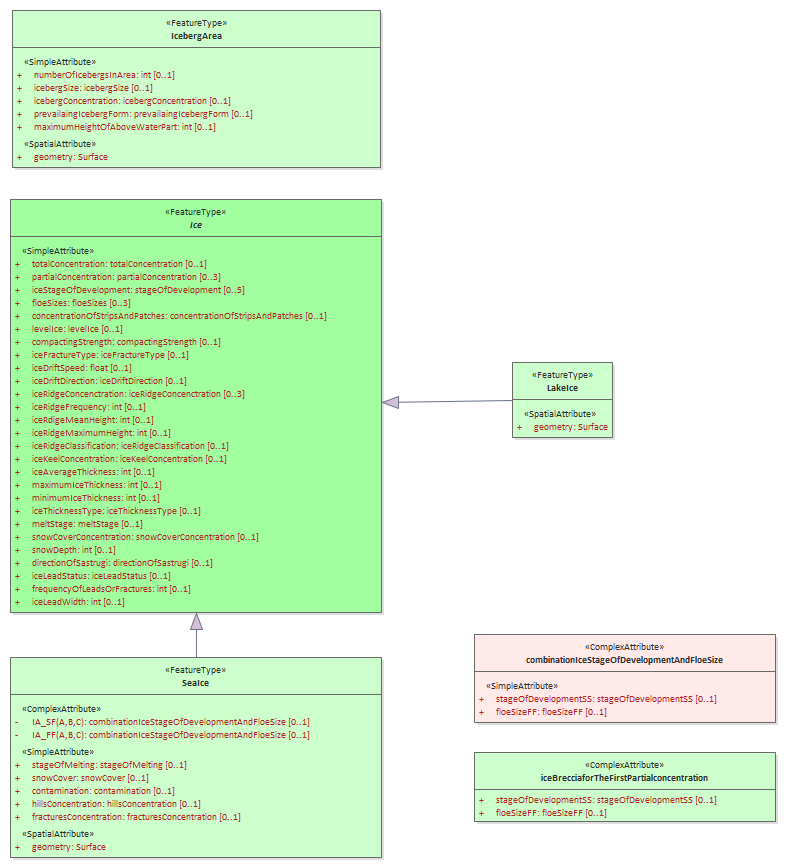 «FeatureType»
IcebergArea
«SimpleAttribute»
+ numberOfIcebergsInArea: int [0..1]
+ icebergSize: icebergSize [0..1]
+ icebergConcentration: icebergConcentration [0..1]
+ prevailaingIcebergForm: prevailaingIcebergForm [0..1]
+ maximumHeightOfAboveWaterPart: int [0..1]
«SpatialAttribute»
+ geometry: Surface
«FeatureType»
Ice
«SimpleAttribute»
+ totalConcentration: totalConcentration [0..1]
+ partialConcentration: partialConcentration [0..3]
+ iceStageOfDevelopment: stageOfDevelopment [0..5]
+ floeSizes: floeSizes [0..3]
+ concentrationOfStripsAndPatches: concentrationOfStripsAndPatches [0..1]
+ levelIce: levelIce [0..1]
+ compactingStrength: compactingStrength [0..1]
+ iceFractureType: iceFractureType [0..1]
+ iceDriftSpeed: float [0..1]
+ iceDriftDirection: iceDriftDirection [0..1]
+ iceRidgeConcenctration: iceRidgeConcenctration [0..3]
+ iceRidgeFrequency: int [0..1]
+ iceRdigeMeanHeight: int [0..1]
+ iceRidgeMaximumHeight: int [0..1]
+ iceRidgeClassification: iceRidgeClassification [0..1]
+ iceKeelConcentration: iceKeelConcentration [0..1]
+ iceAverageThickness: int [0..1]
+ maximumIceThickness: int [0..1]
+ minimumIceThickness: int [0..1]
+ iceThicknessType: iceThicknessType [0..1]
+ meltStage: meltStage [0..1]
+ snowCoverConcentration: snowCoverConcentration [0..1]
+ snowDepth: int [0..1]
+ directionOfSastrugi: directionOfSastrugi [0..1]
+ iceLeadStatus: iceLeadStatus [0..1]
+ frequencyOfLeadsOrFractures: int [0..1]
+ iceLeadWidth: int [0..1]
«FeatureType»
LakeIce
«SpatialAttribute»
+ geometry: Surface
«FeatureType»
SeaIce
«ComplexAttribute»
- IA_SF(A,B,C): combinationIceStageOfDevelopmentAndFloeSize [0..1]
- IA_FF(A,B,C): combinationIceStageOfDevelopmentAndFloeSize [0..1]
«SimpleAttribute»
+ stageOfMelting: stageOfMelting [0..1]
+ snowCover: snowCover [0..1]
+ contamination: contamination [0..1]
+ hillsConcentration: hillsConcentration [0..1]
+ fracturesConcentration: fracturesConcentration [0..1]
«SpatialAttribute»
+ geometry: Surface
«ComplexAttribute»
combinationIceStageOfDevelopmentAndFloeSize
«SimpleAttribute»
+ stageOfDevelopmentSS: stageOfDevelopmentSS [0..1]
+ floeSizeFF: floeSizeFF [0..1]
«ComplexAttribute»
iceBrecciaforTheFirstPartialconcentration
+ stageOfDevelopmentSS: stageOfDevelopmentSS [0..1]
+ floeSizeFF: floeSizeFF [0..1]